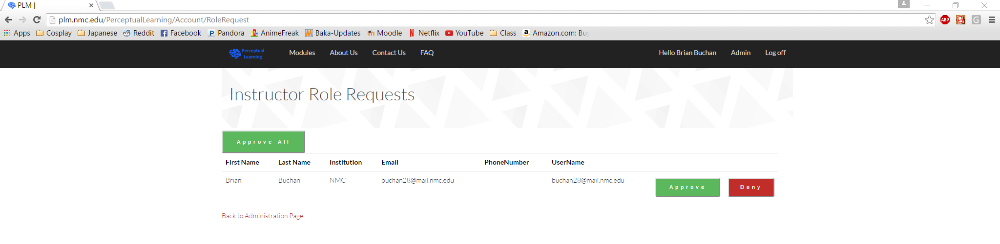 PLM |
plm.nmc.edu/PerceptualLearning/Account/RoleRequest
ABP
G
Apps Cosplay Japanese Reddit Facebook Pandora AnimeFreak Baka-Updates Moodle Netflix YouTube Class Amazon.com: Bu
Perceptual
Learning
Modules About Us Contact Us FAQ Hello Brian Buchan Admin Log off
Instructor Role Requests
Approve All
First Name Last Name Institution Email PhoneNumber UserName
Brian Buchan NMC buchan28@mail.nmc.edu buchan28@mail.nmc.edu Approve Deny
Back to Administration Page